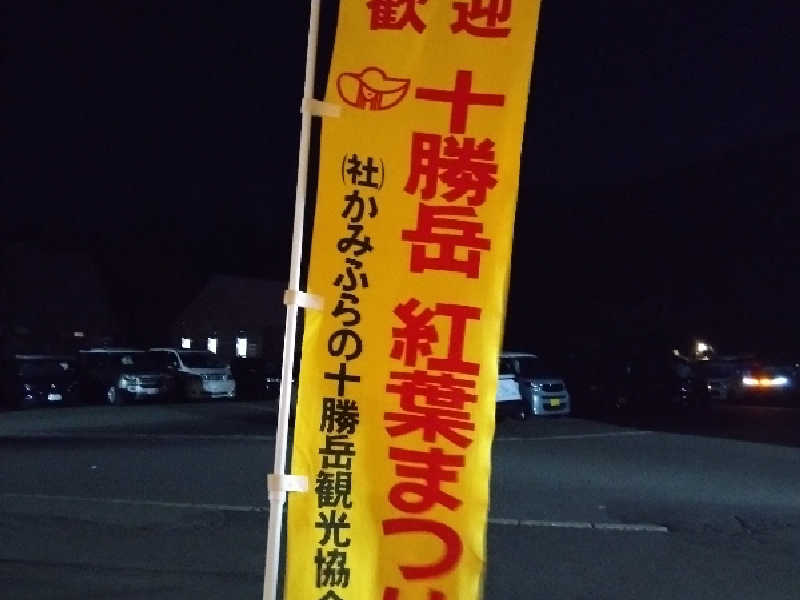 歓迎
十勝岳 紅葉まつり
(社)かみふらの十勝岳観光協会